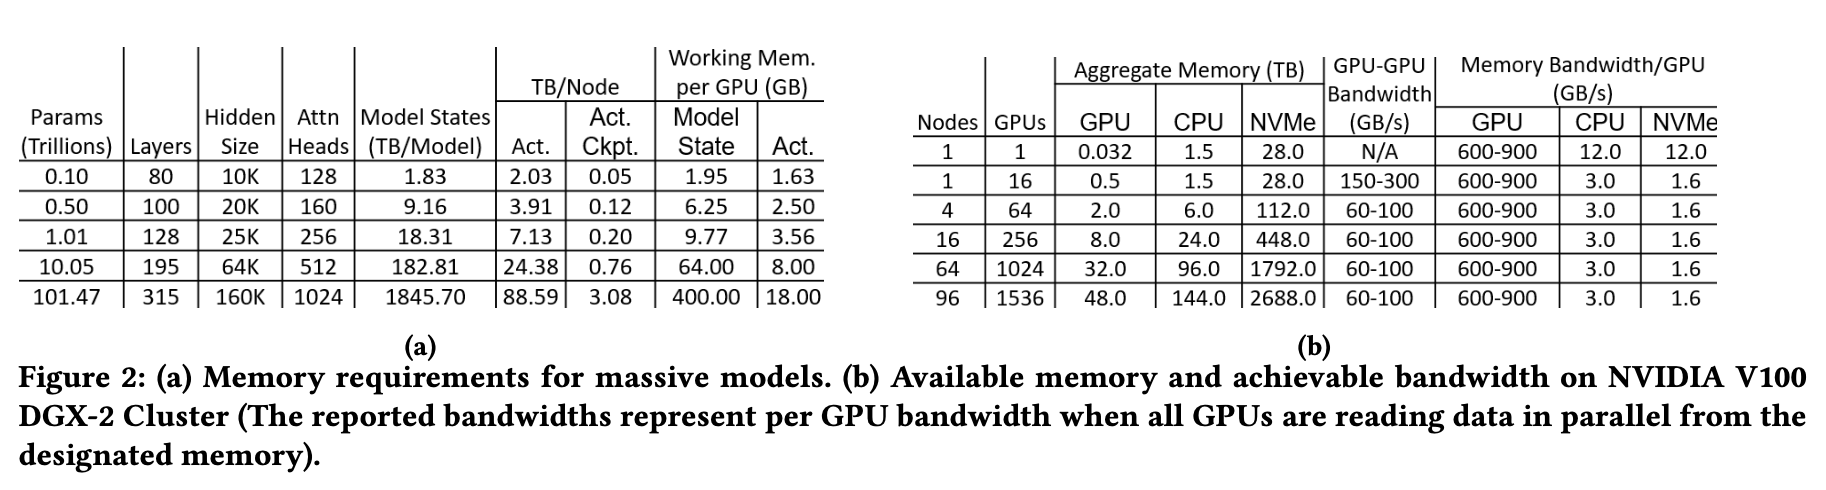 Working Mem.
TB/Node per GPU (GB)
Params Hidden Attn Model States Act. Model
(Trillions) Layers Size Heads (TB/Model) Act. Ckpt. State Act.
0.10 80 10K 128 1.83 2.03 0.05 1.95 1.63
0.50 100 20K 160 9.16 3.91 0.12 6.25 2.50
1.01 128 25K 256 18.31 7.13 0.20 9.77 3.56
10.05 195 64K 512 182.81 24.38 0.76 64.00 8.00
101.47 315 160K 1024 1845.70 88.59 3.08 400.00 18.00
(a)
Aggregate Memory (TB) GPU-GPU Memory Bandwidth/GPU
Bandwidth (GB/s)
Nodes GPUs GPU CPU NVMe (GB/s) GPU CPU NVMe
1 1 0.032 1.5 28.0 N/A 600-900 12.0 12.0
1 16 0.5 1.5 28.0 150-300 600-900 3.0 1.6
4 64 2.0 6.0 112.0 60-100 600-900 3.0 1.6
16 256 8.0 24.0 448.0 60-100 600-900 3.0 1.6
64 1024 32.0 96.0 1792.0 60-100 600-900 3.0 1.6
96 1536 48.0 144.0 2688.0 60-100 600-900 3.0 1.6
(b)
Figure 2: (a) Memory requirements for massive models. (b) Available memory and achievable bandwidth on NVIDIA V100
DGX-2 Cluster (The reported bandwidths represent per GPU bandwidth when all GPUs are reading data in parallel from the
designated memory).